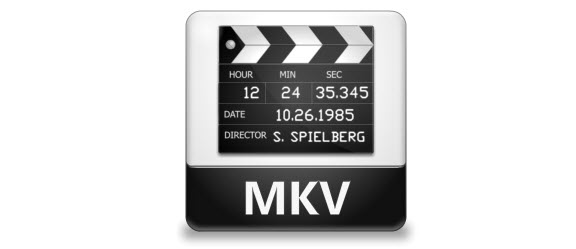 HOUR MIN SEC
12 24 35.345
DATE 10.26.1985
DIRECTOR S. SPIELBERG
MKV